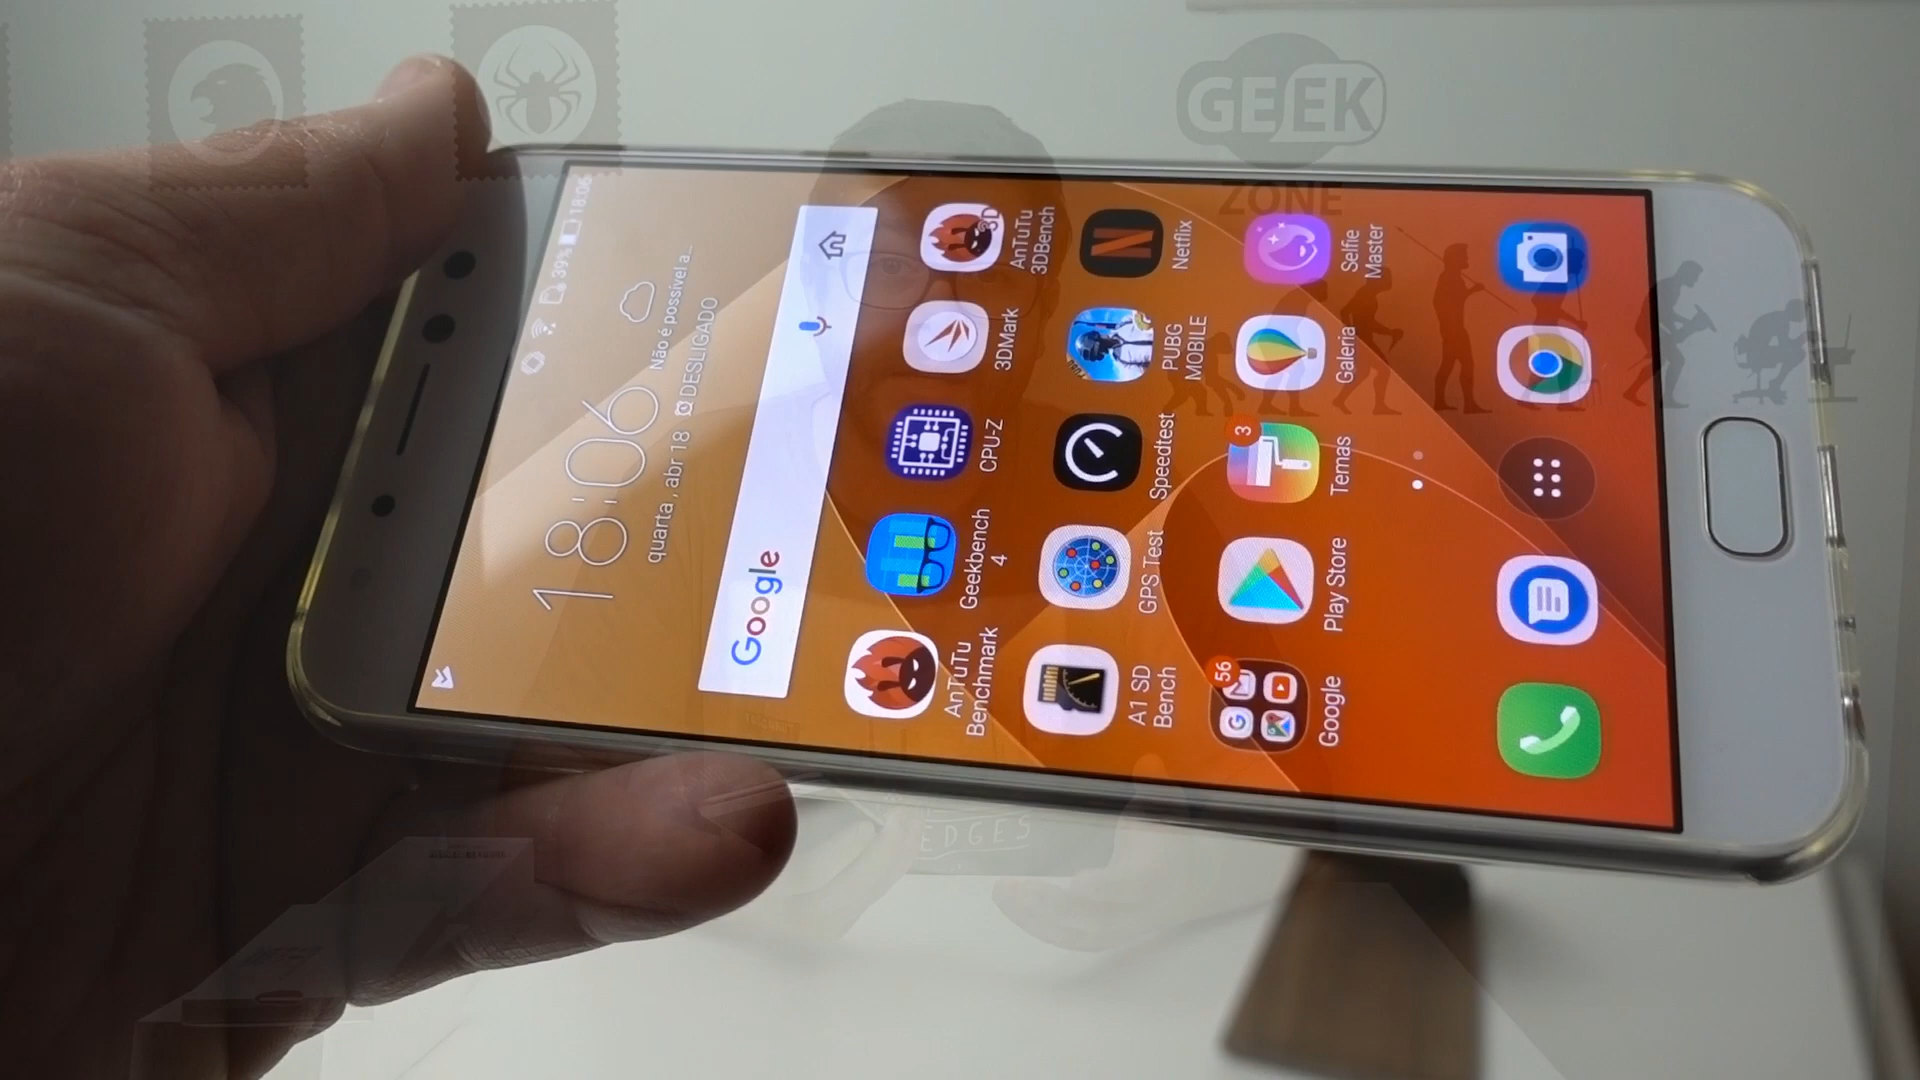 18:06
39%
18:06
Não é possível a...
quarta, abr 18 DESLIGADO
Google
AnTuTu
Benchmark
Geekbench
4
CPU-Z
3DMark
3D
AnTuTu
3DBench
A1 SD
Bench
GPS Test
Speedtest
PUBG
MOBILE
Netflix
56
Google
Play Store
3
Temas
Galeria
Selfie
Master
GEEK
ZONE
EDGES